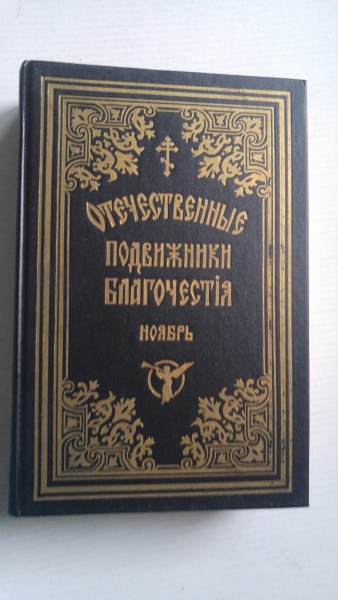 Отечественные
подвижники
благочестія
ноябрь